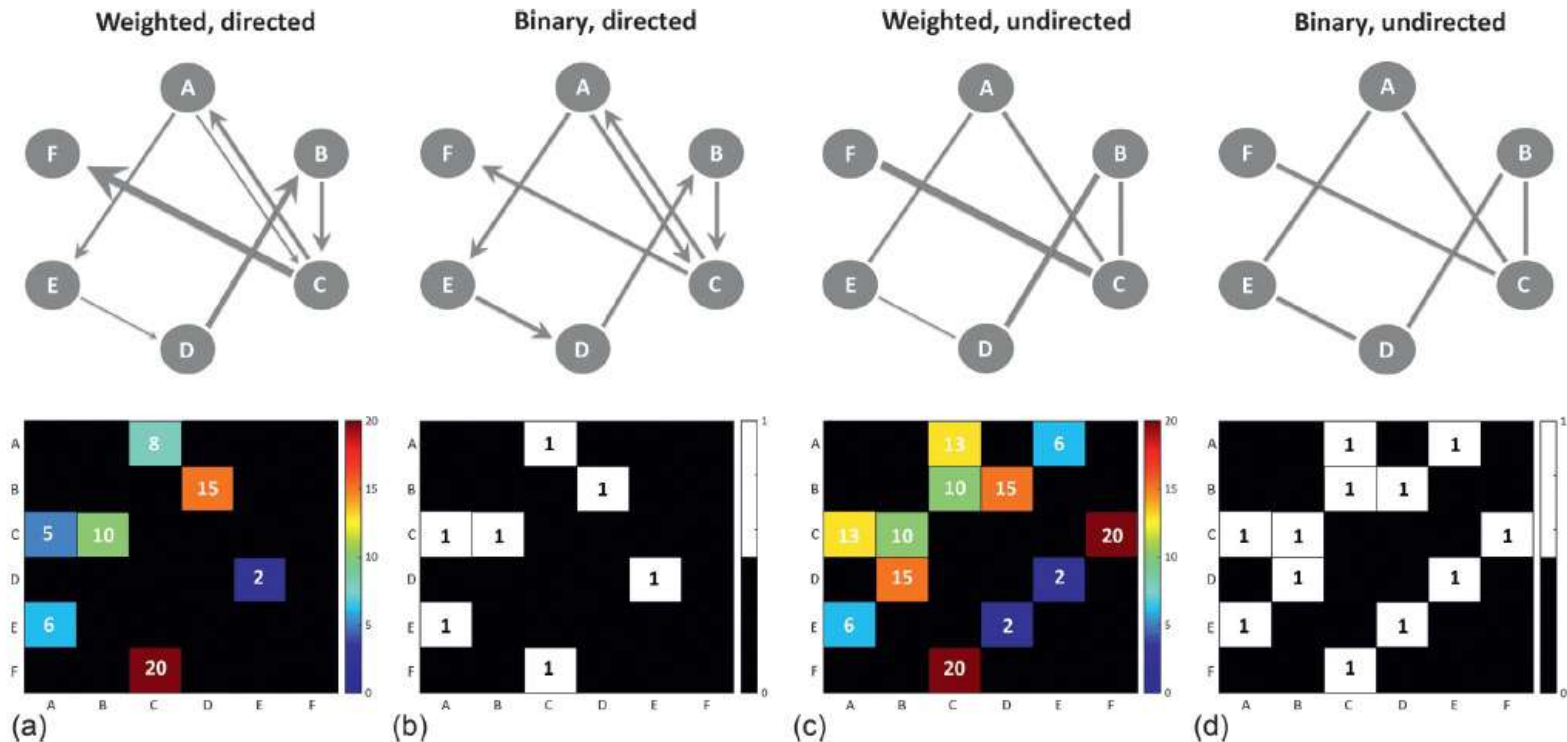 Weighted, directed Binary, directed Weighted, undirected Binary, undirected
A A A A
F B F B F B F B
E C E C E C E C
D D D D
20 1 20 1
A 8 A 1 A 13 6 A 1 1
B 15 15 B 1 B 10 15 15 B 1 1
C 5 10 C 1 1 C 13 10 20 C 1 1 1
10 10
D 2 D 1 D 15 2 D 1 1
5 5
E 6 E 1 E 6 2 E 1 1
F 20 F 1 F 20 F 1
0 0 0 0
A B C D E F A B C D E F A B C D E F A B C D E F
(a) (b) (c) (d)